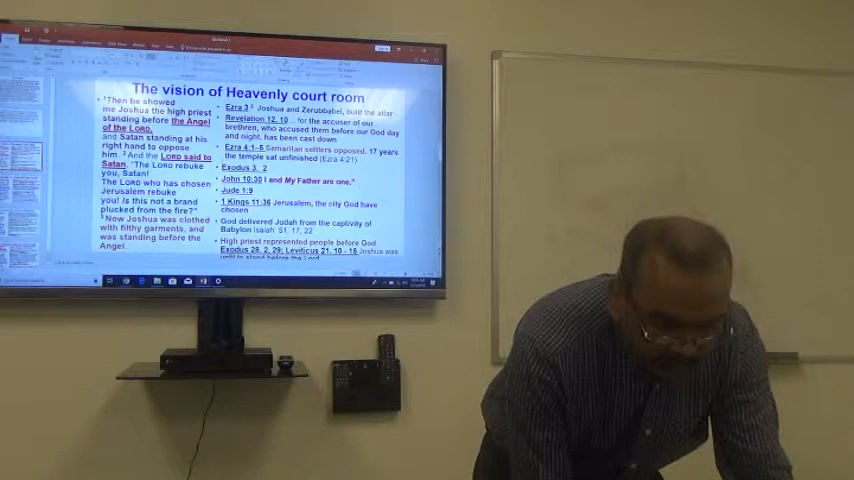 The vision of Heavenly court room
1Then he showed
me Joshua the high priest
standing before the Angel
of the LORD,
and Satan standing at his
right hand to oppose
him. 2And the LORD said to
Satan, "The LORD rebuke
you, Satan!
The LORD who has chosen
Jerusalem rebuke
you! Is this not a brand
plucked from the fire?"
3Now Joshua was clothed
with filthy garments, and
was standing before the
Angel.
Ezra 3 2 Joshua and Zerubbabel, built the altar
Revelation 12. 10... for the accuser of our
brethren, who accused them before our God day
and night, has been cast down.
Ezra 4:1-5 Samaritan settlers opposed. 17 years
the temple sat unfinished (Ezra 4:21).
Exodus 3. 2
John 10:30 I and My Father are one."
Jude 1:9
1 Kings 11:36 Jerusalem, the city God have
chosen
God delivered Judah from the captivity of
Babylon Isaiah 51. 17, 22
High priest represented people before God
Exodus 28. 2, 29; Leviticus 21. 10 - 15 Joshua was
unfit to stand before the Lord